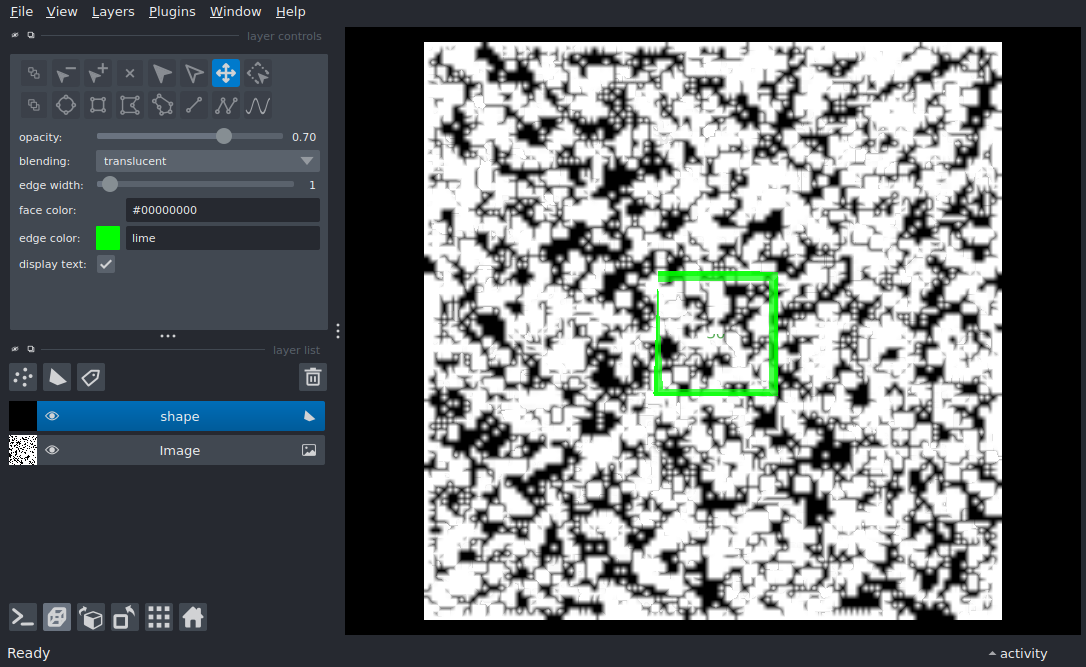 File View Layers Plugins Window Help
layer controls
opacity: 0.70
blending: translucent
edge width: 1
face color: #00000000
edge color: lime
display text:
layer list
shape
Image
Ready
activity